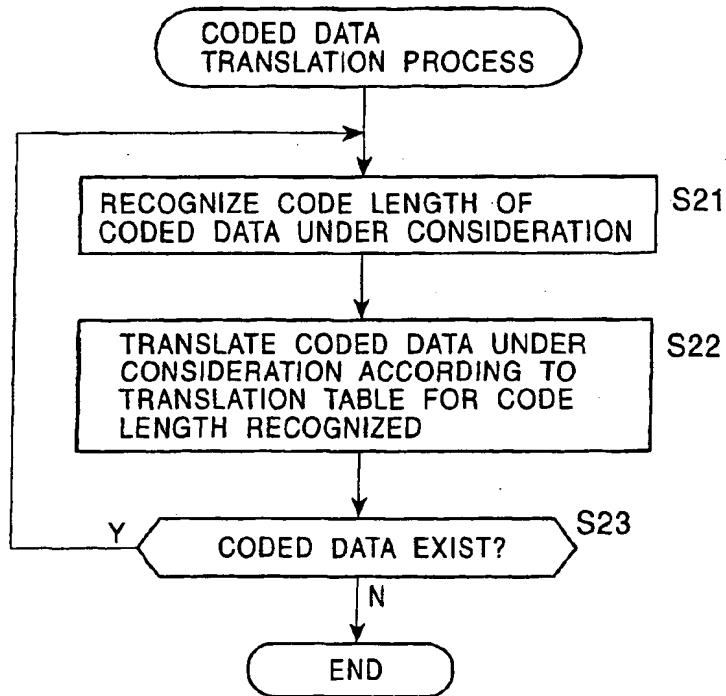 CODED DATA
TRANSLATION PROCESS
RECOGNIZE CODE LENGTH OF
CODED DATA UNDER CONSIDERATION
S21
TRANSLATE CODED DATA UNDER
CONSIDERATION ACCORDING TO
TRANSLATION TABLE FOR CODE
LENGTH RECOGNIZED
S22
CODED DATA EXIST?
S23
Y
N
END